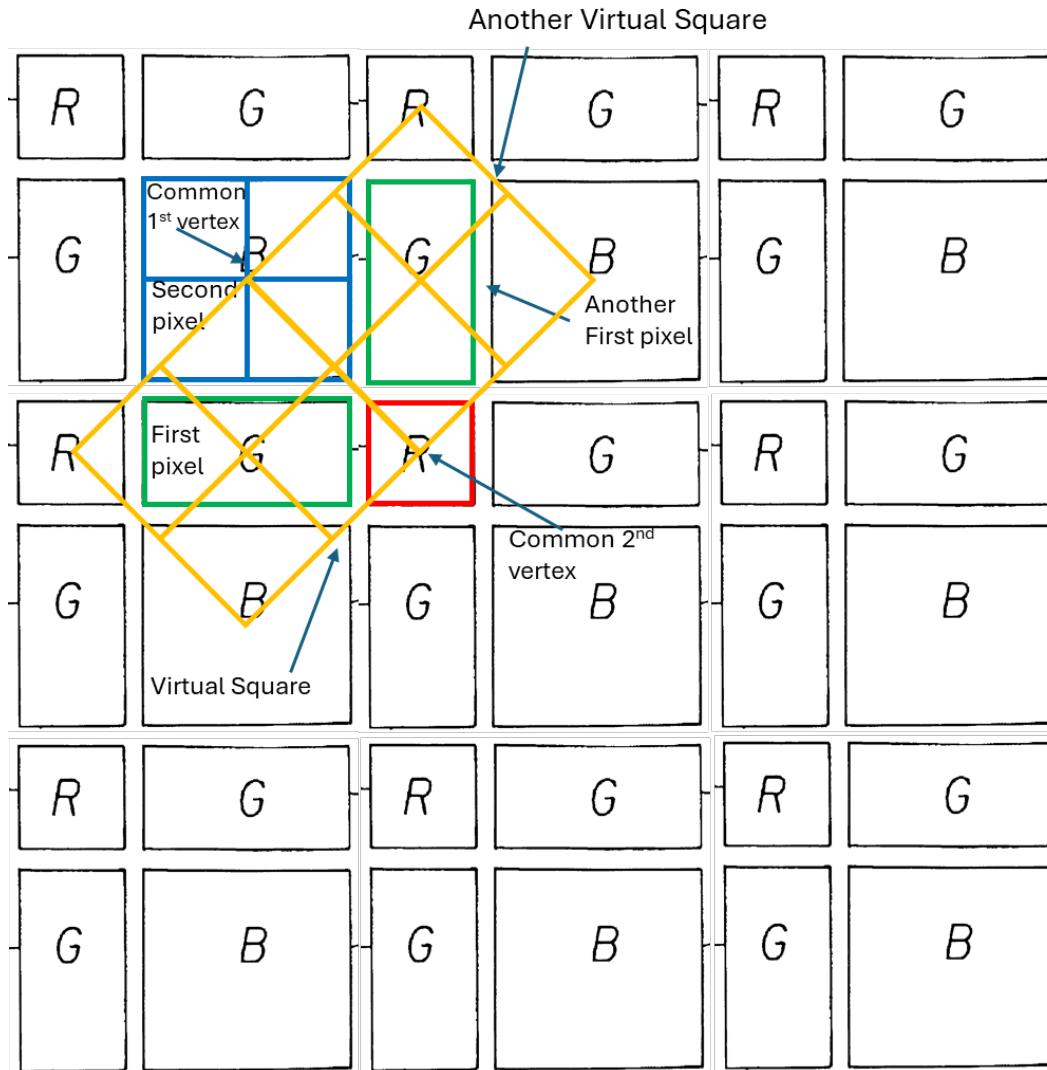 Another Virtual Square
R G R G R G
Common
1st vertex
G B G B G B
Second
pixel
Another
First pixel
R First G R G R G
pixel
Common 2nd
vertex
G B G B G B
Virtual Square
R G R G R G
G B G B G B